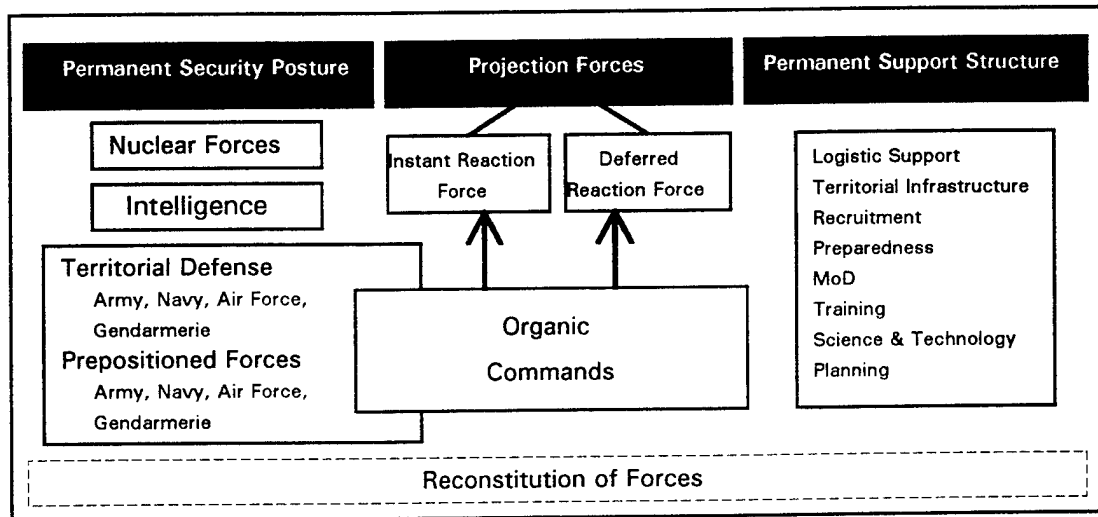 Permanent Security Posture
Nuclear Forces
Intelligence
Territorial Defense
Army, Navy, Air Force,
Gendarmerie
Prepositioned Forces
Army, Navy, Air Force,
Gendarmerie
Projection Forces
Instant Reaction
Force
Deferred
Reaction Force
Organic
Commands
Permanent Support Structure
Logistic Support
Territorial Infrastructure
Recruitment
Preparedness
MoD
Training
Science & Technology
Planning
Reconstitution of Forces